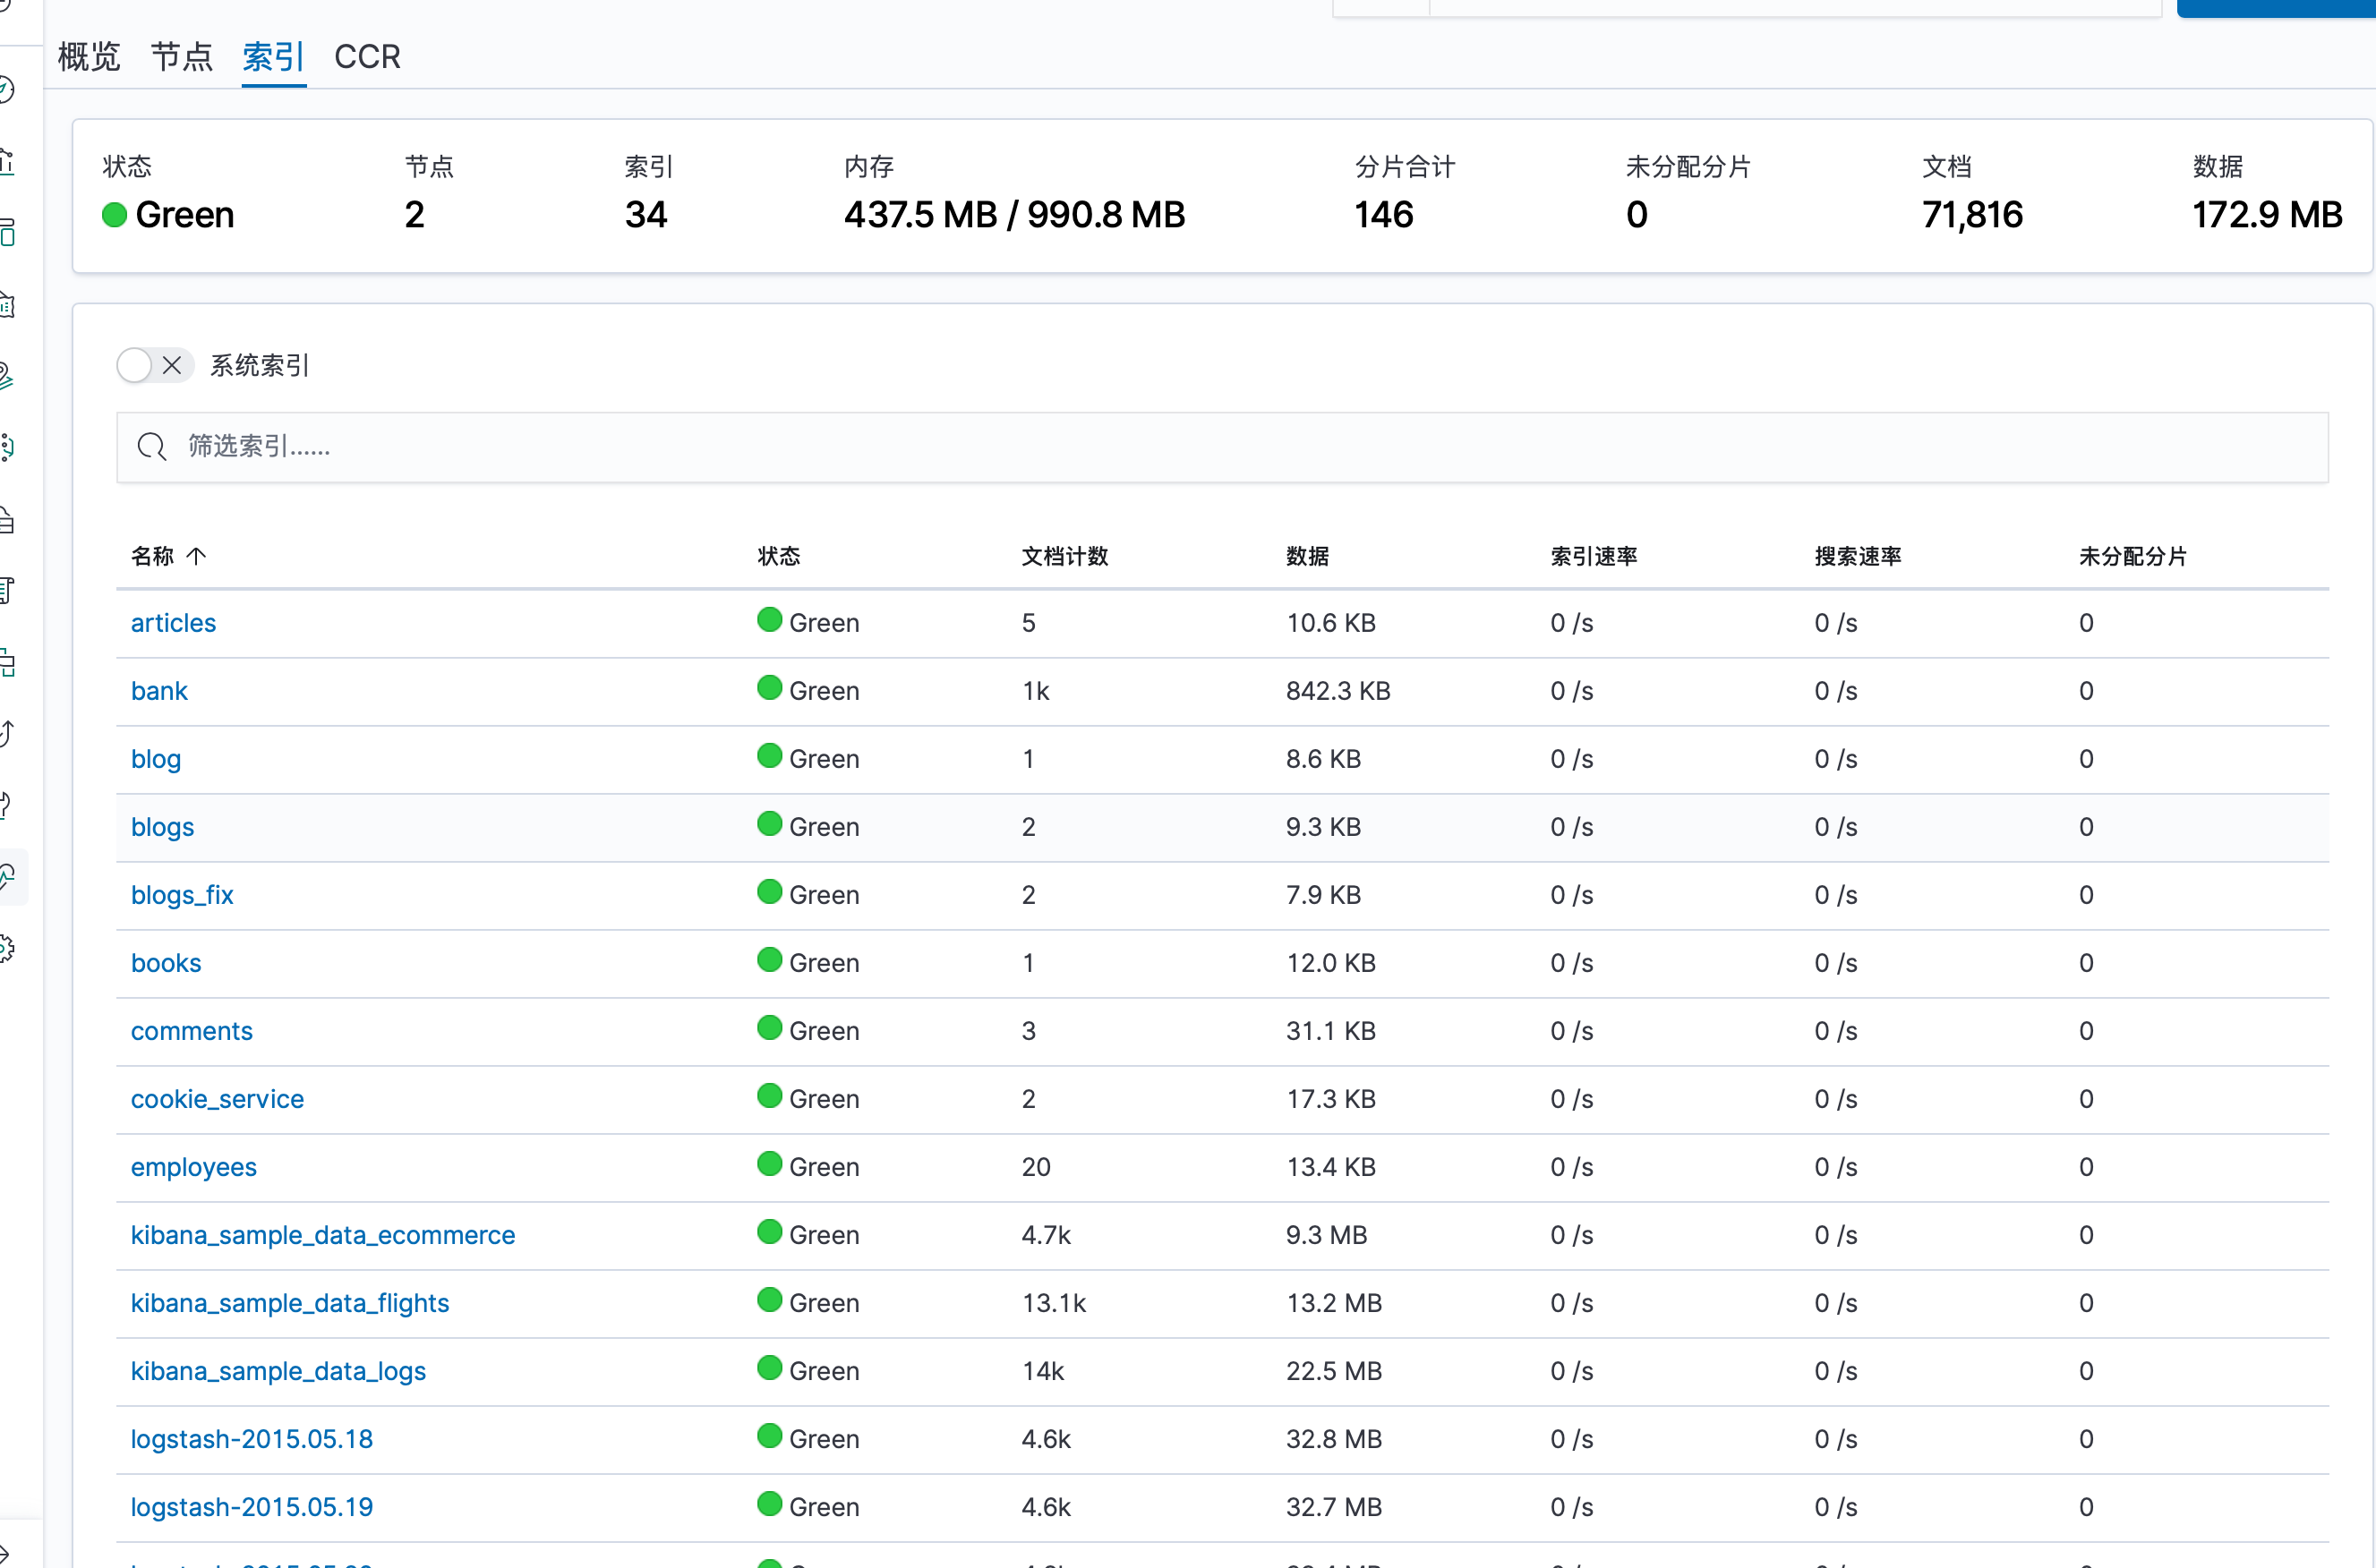 概览 节点 索引 CCR
状态 节点 索引 内存 分片合计 未分配分片 文档 数据
Green 2 34 437.5 MB / 990.8 MB 146 0 71,816 172.9 MB
系统索引
筛选索引......
名称 ↑ 状态 文档计数 数据 索引速率 搜索速率 未分配分片
articles Green 5 10.6 KB 0 /s 0 /s 0
bank Green 1k 842.3 KB 0 /s 0 /s 0
blog Green 1 8.6 KB 0 /s 0 /s 0
blogs Green 2 9.3 KB 0 /s 0 /s 0
blogs_fix Green 2 7.9 KB 0 /s 0 /s 0
books Green 1 12.0 KB 0 /s 0 /s 0
comments Green 3 31.1 KB 0 /s 0 /s 0
cookie_service Green 2 17.3 KB 0 /s 0 /s 0
employees Green 20 13.4 KB 0 /s 0 /s 0
kibana_sample_data_ecommerce Green 4.7k 9.3 MB 0 /s 0 /s 0
kibana_sample_data_flights Green 13.1k 13.2 MB 0 /s 0 /s 0
kibana_sample_data_logs Green 14k 22.5 MB 0 /s 0 /s 0
logstash-2015.05.18 Green 4.6k 32.8 MB 0 /s 0 /s 0
logstash-2015.05.19 Green 4.6k 32.7 MB 0 /s 0 /s 0